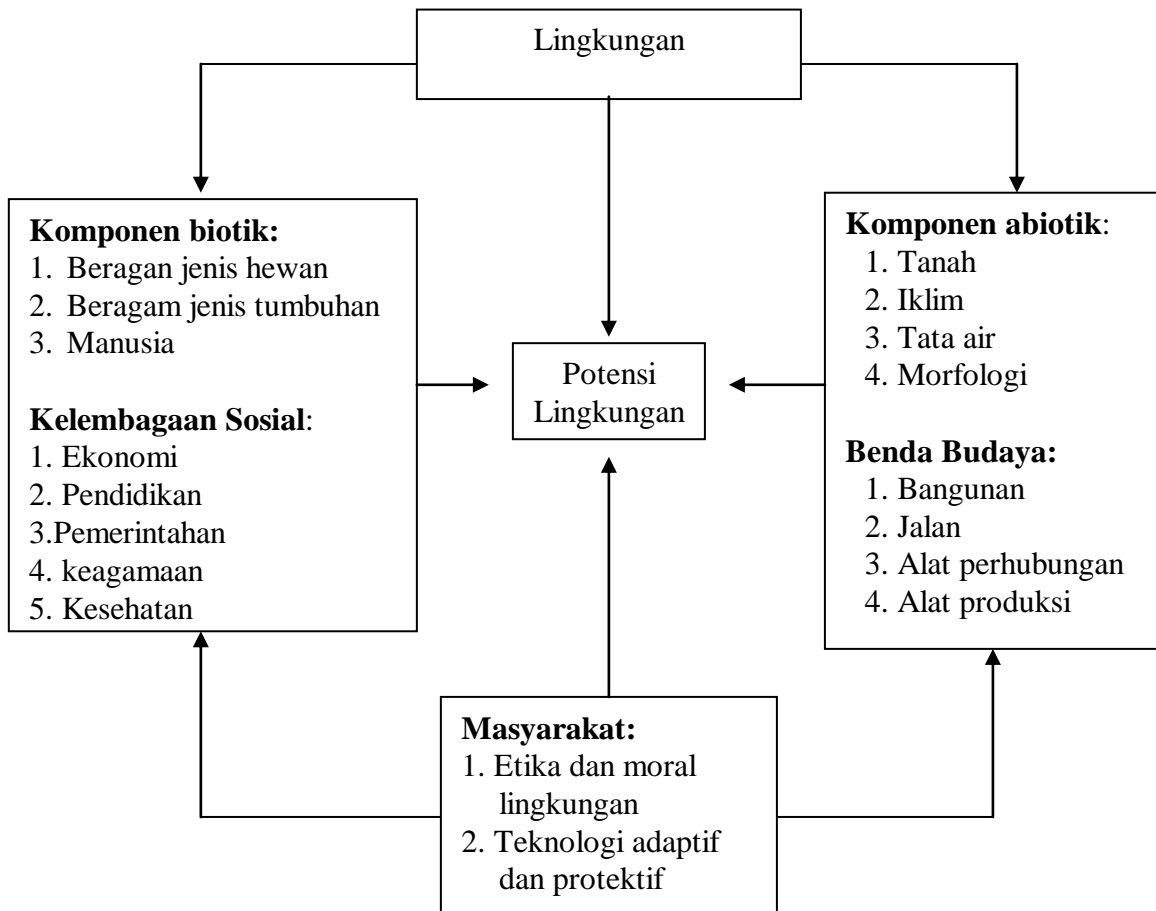 Lingkungan
Komponen biotik:
1. Beragan jenis hewan
2. Beragam jenis tumbuhan
3. Manusia
Kelembagaan Sosial:
1. Ekonomi
2. Pendidikan
3.Pemerintahan
4. keagamaan
5. Kesehatan
Potensi
Lingkungan
Komponen abiotik:
1. Tanah
2. Iklim
3. Tata air
4. Morfologi
Benda Budaya:
1. Bangunan
2. Jalan
3. Alat perhubungan
4. Alat produksi
Masyarakat:
1. Etika dan moral
lingkungan
2. Teknologi adaptif
dan protektif